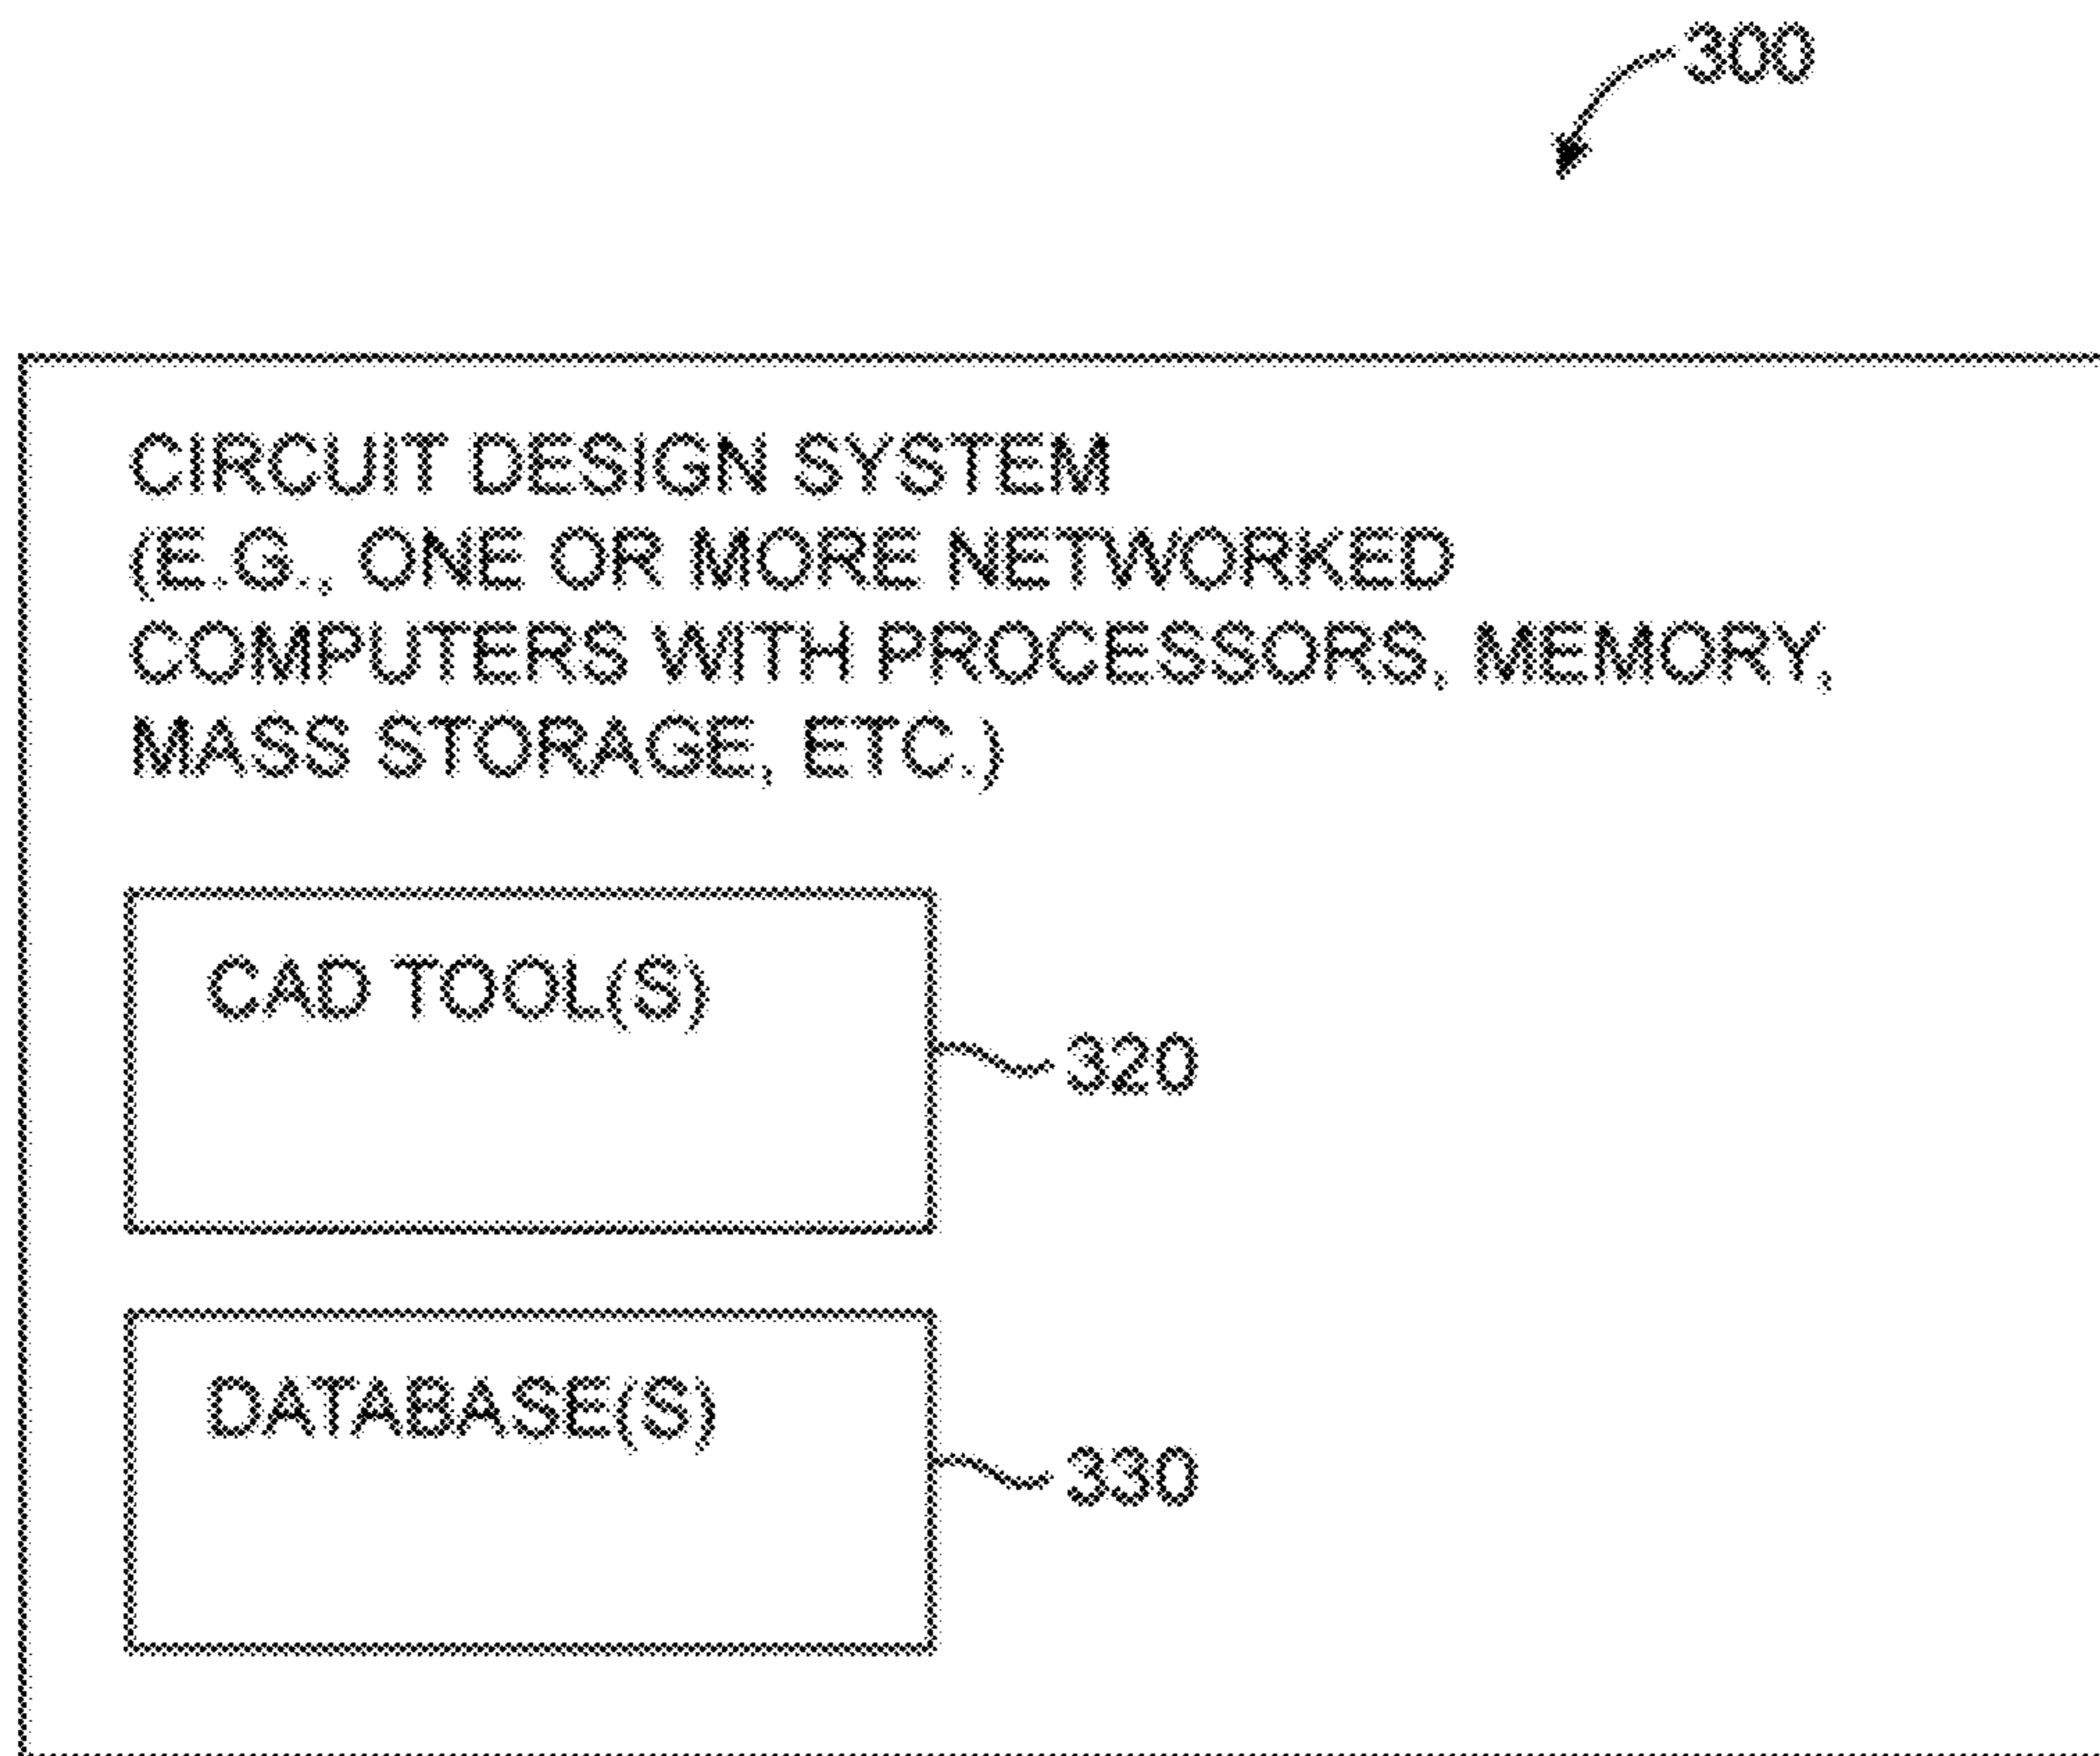 300
CIRCUIT DESIGN SYSTEM
(E.G., ONE OR MORE NETWORKED
COMPUTERS WITH PROCESSORS, MEMORY,
MASS STORAGE, ETC.)
CAD TOOL(S)
320
DATABASE(S)
330